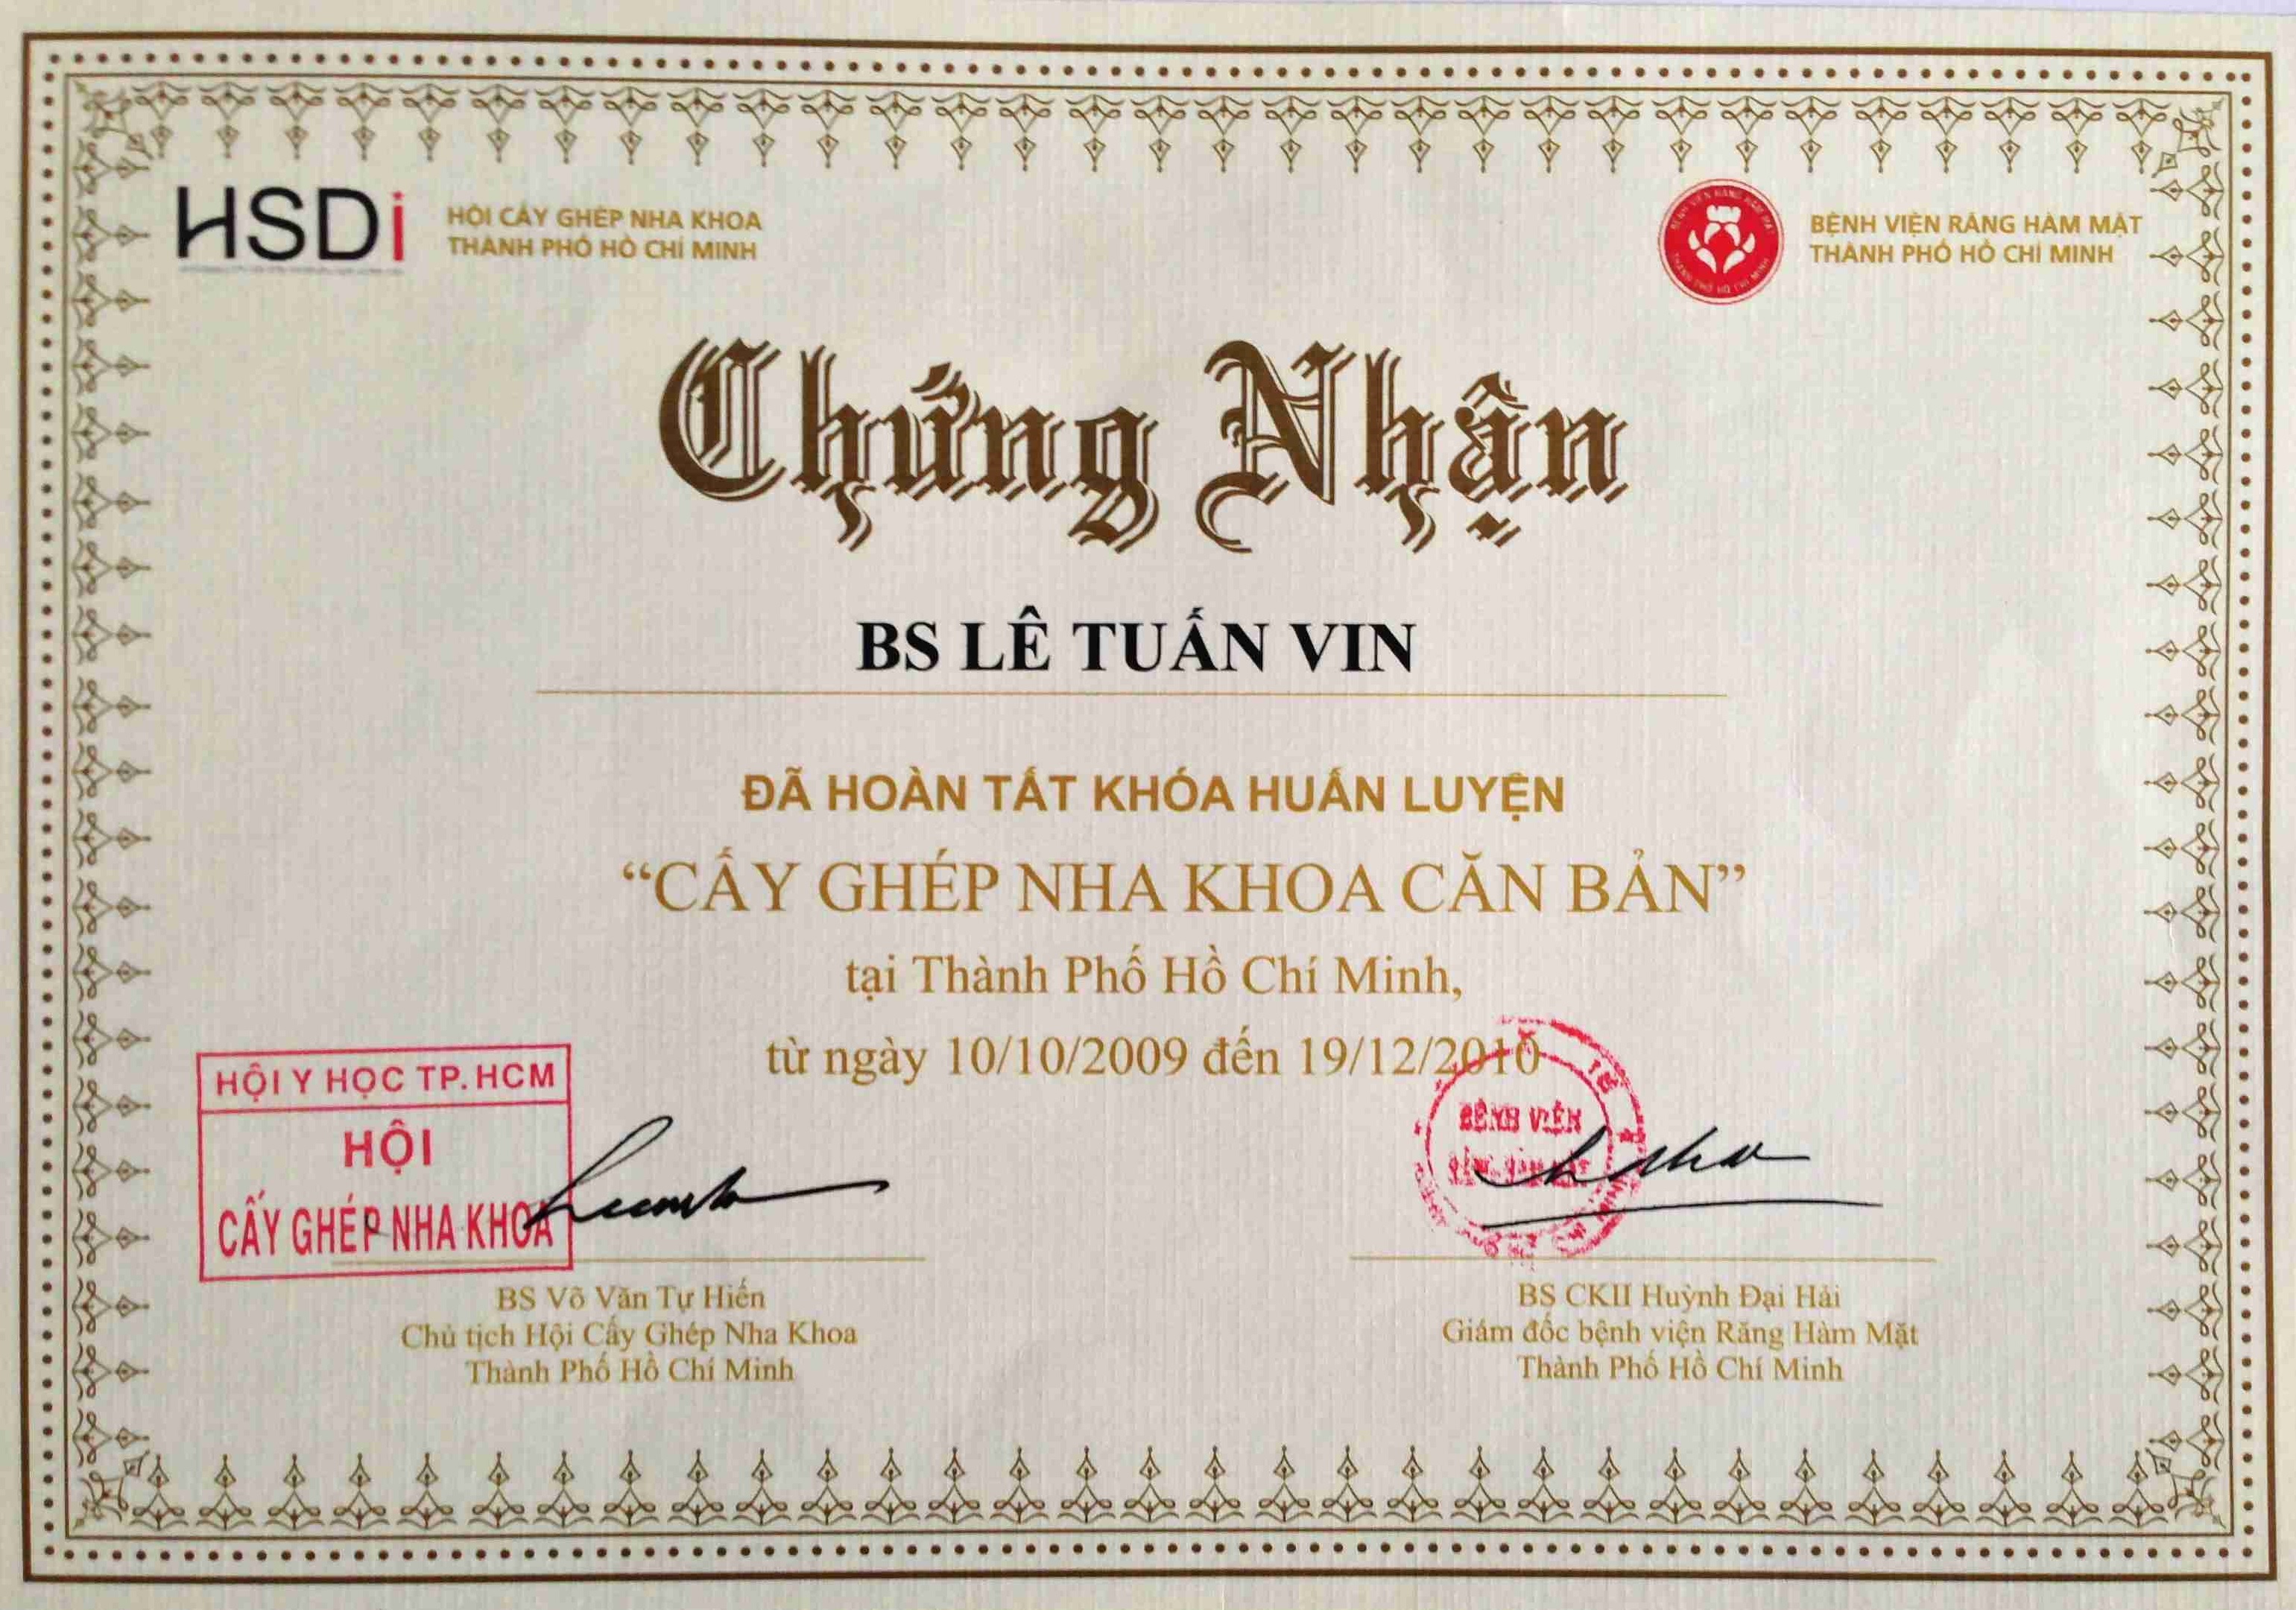 HSDi
HỘI CẤY GHÉP NHA KHOA
THÀNH PHỐ HỒ CHÍ MINH
BỆNH VIỆN RĂNG HÀM MẶT
THÀNH PHỐ HỒ CHÍ MINH
Chứng Nhận
BS LÊ TUẤN VIN
ĐÃ HOÀN TẤT KHÓA HUẤN LUYỆN
“CẤY GHÉP NHA KHOA CĂN BẢN”
tại Thành Phố Hồ Chí Minh,
từ ngày 10/10/2009 đến 19/12/2010
HỘI Y HỌC TP. HCM
HỘI
CẤY GHÉP NHA KHOA
BỆNH VIỆN
BS Võ Văn Tự Hiến
Chủ tịch Hội Cấy Ghép Nha Khoa
Thành Phố Hồ Chí Minh
BS CKII Huỳnh Đại Hải
Giám đốc bệnh viện Răng Hàm Mặt
Thành Phố Hồ Chí Minh